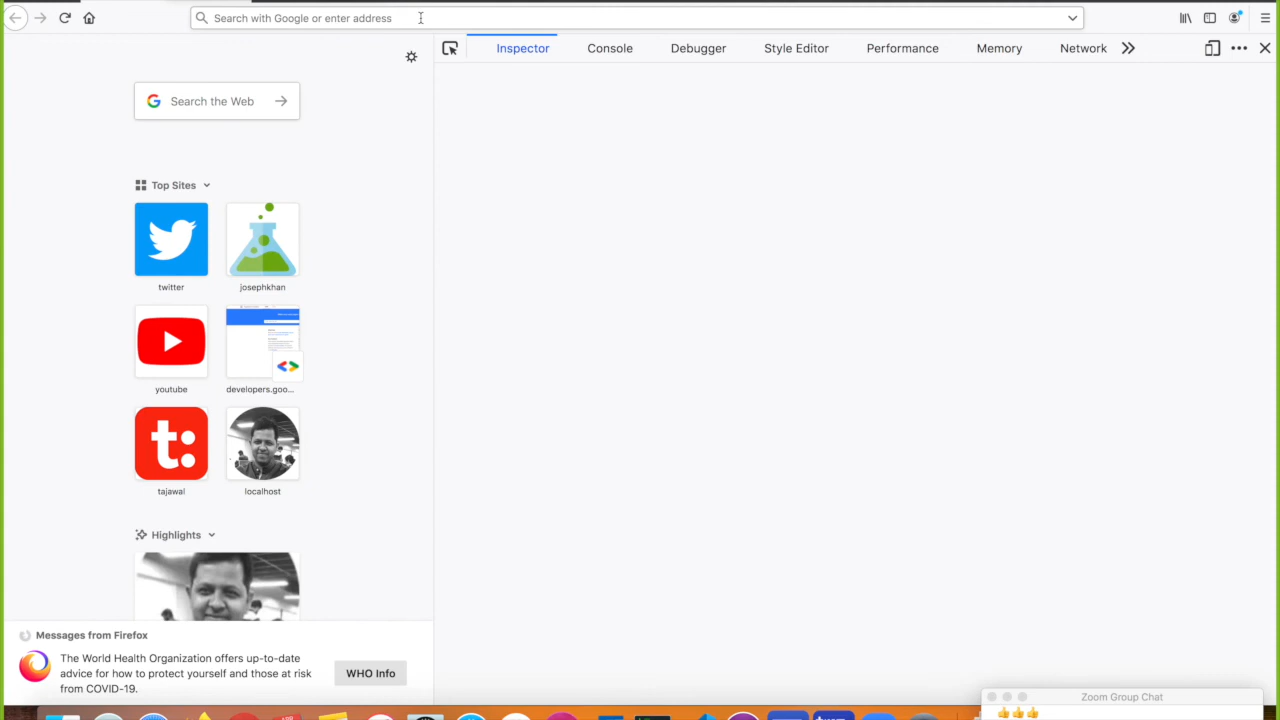 Search with Google or enter address
Inspector
Console
Debugger
Style Editor
Performance
Memory
Network
Search the Web
Top Sites
twitter
josephkhan
youtube
developers.goo...
t:
tajawal
localhost
Highlights
Messages from Firefox
The World Health Organization offers up-to-date
advice for how to protect yourself and those at risk
from COVID-19.
WHO Info
Zoom Group Chat